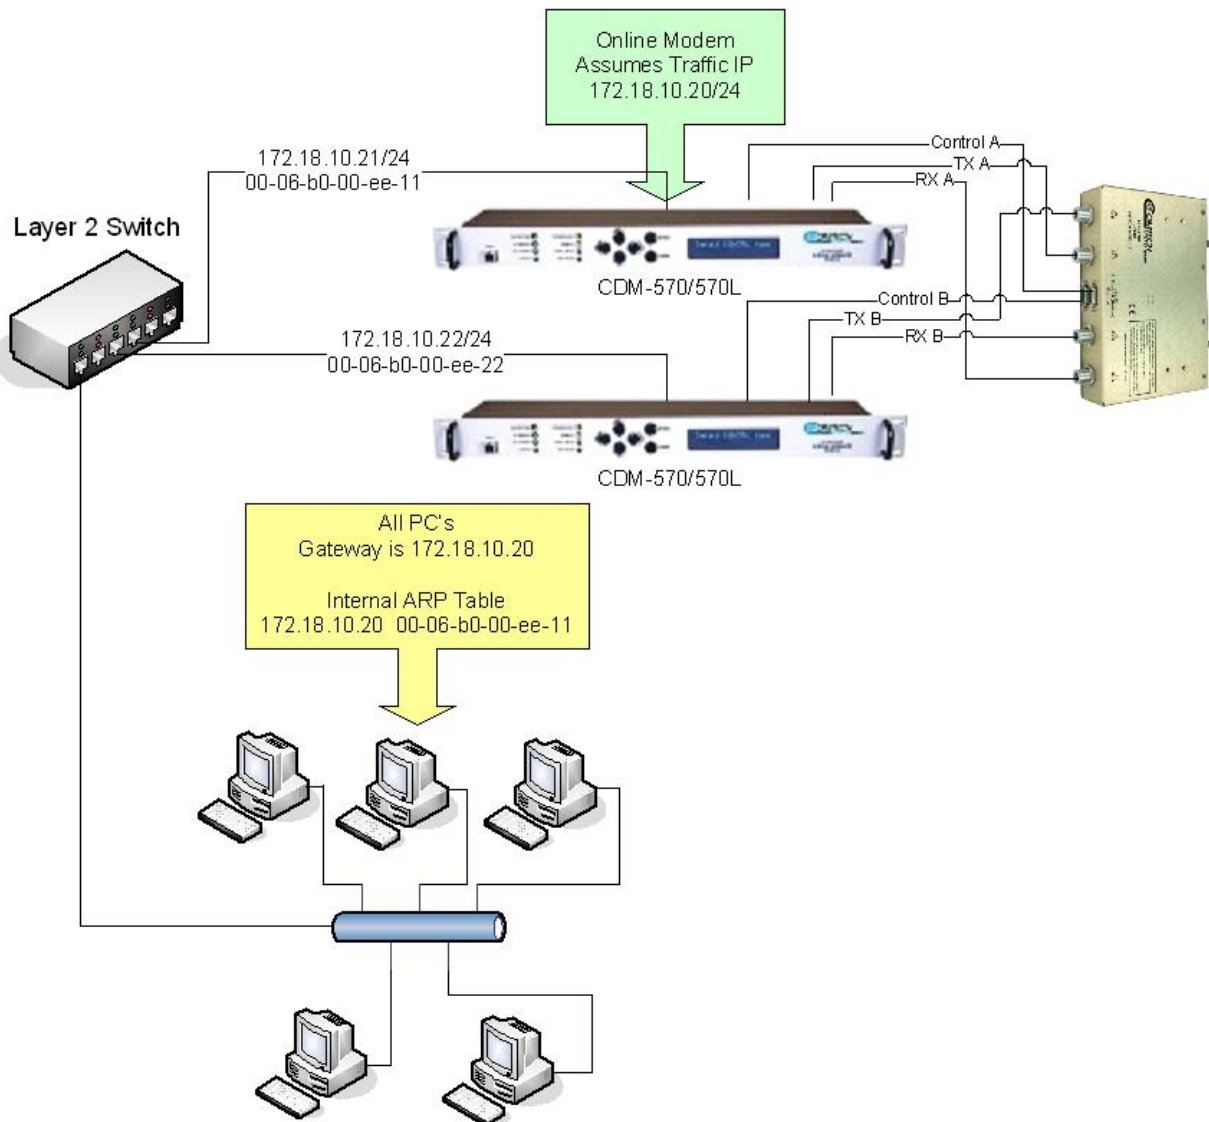 Online Modem
Assumes Traffic IP
172.18.10.20/24
Control A
TX A
RX A
172.18.10.21/24
00-06-b0-00-ee-11
Layer 2 Switch
CDM-570/570L
Control B
TX B
RX B
172.18.10.22/24
00-06-b0-00-ee-22
CDM-570/570L
All PC's
Gateway is 172.18.10.20
Internal ARP Table
172.18.10.20 00-06-b0-00-ee-11